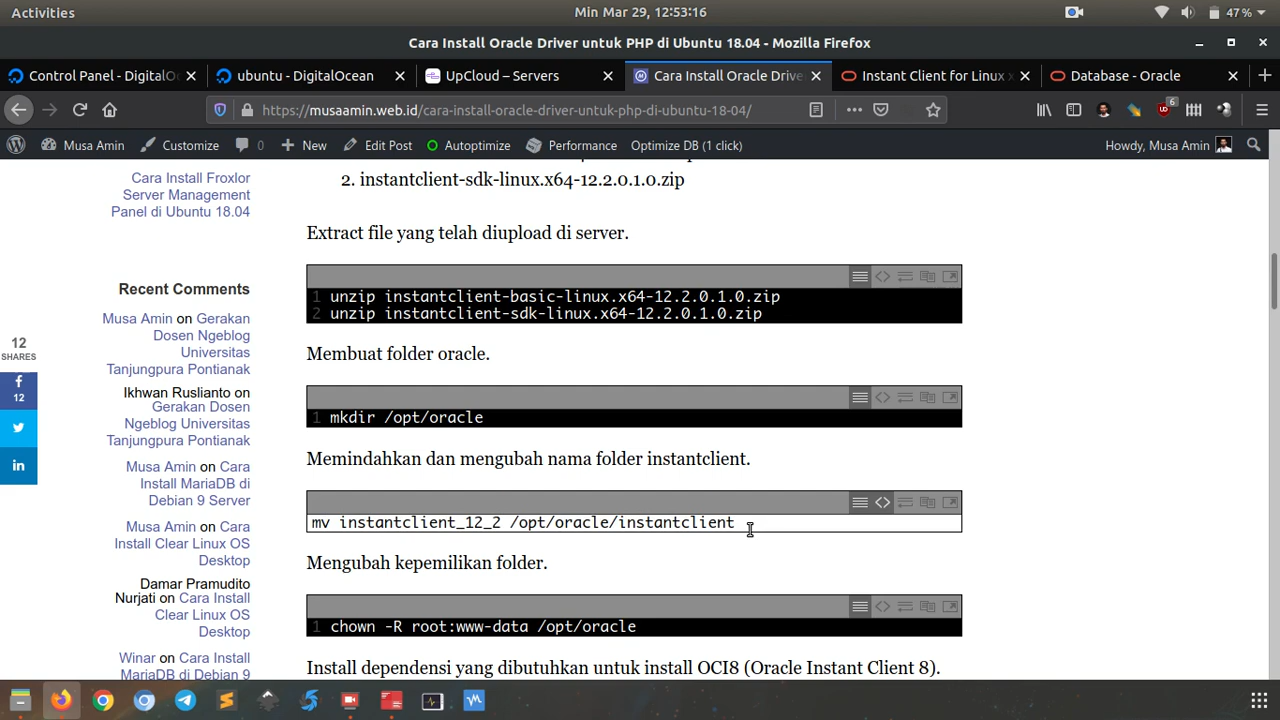 Activities
Min Mar 29, 12:53:16
47%
Cara Install Oracle Driver untuk PHP di Ubuntu 18.04 - Mozilla Firefox
Control Panel - DigitalO
ubuntu - DigitalOcean
UpCloud – Servers
Cara Install Oracle Drive
Instant Client for Linux x
Database - Oracle
https://musaamin.web.id/cara-install-oracle-driver-untuk-php-di-ubuntu-18-04/
6
Musa Amin
Customize
0
New
Edit Post
Autoptimize
Performance
Optimize DB (1 click)
Howdy, Musa Amin
Cara Install Froxlor
Server Management
Panel di Ubuntu 18.04
Recent Comments
Musa Amin on Gerakan
Dosen Ngeblog
Universitas
Tanjungpura Pontianak
Ikhwan Ruslianto on
Gerakan Dosen
Ngeblog Universitas
Tanjungpura Pontianak
Musa Amin on Cara
Install MariaDB di
Debian 9 Server
Musa Amin on Cara
Install Clear Linux OS
Desktop
Damar Pramudito
Nurjati on Cara Install
Clear Linux OS
Desktop
Winar on Cara Install
MariaDB di Debian 9
12
SHARES
f
12
in
2. instantclient-sdk-linux.x64-12.2.0.1.0.zip
Extract file yang telah diupload di server.
1 unzip instantclient-basic-linux.x64-12.2.0.1.0.zip
2 unzip instantclient-sdk-linux.x64-12.2.0.1.0.zip
Membuat folder oracle.
1 mkdir /opt/oracle
Memindahkan dan mengubah nama folder instantclient.
mv instantclient_12_2 /opt/oracle/instantclient
Mengubah kepemilikan folder.
1 chown -R root:www-data /opt/oracle
Install dependensi yang dibutuhkan untuk install OCI8 (Oracle Instant Client 8).